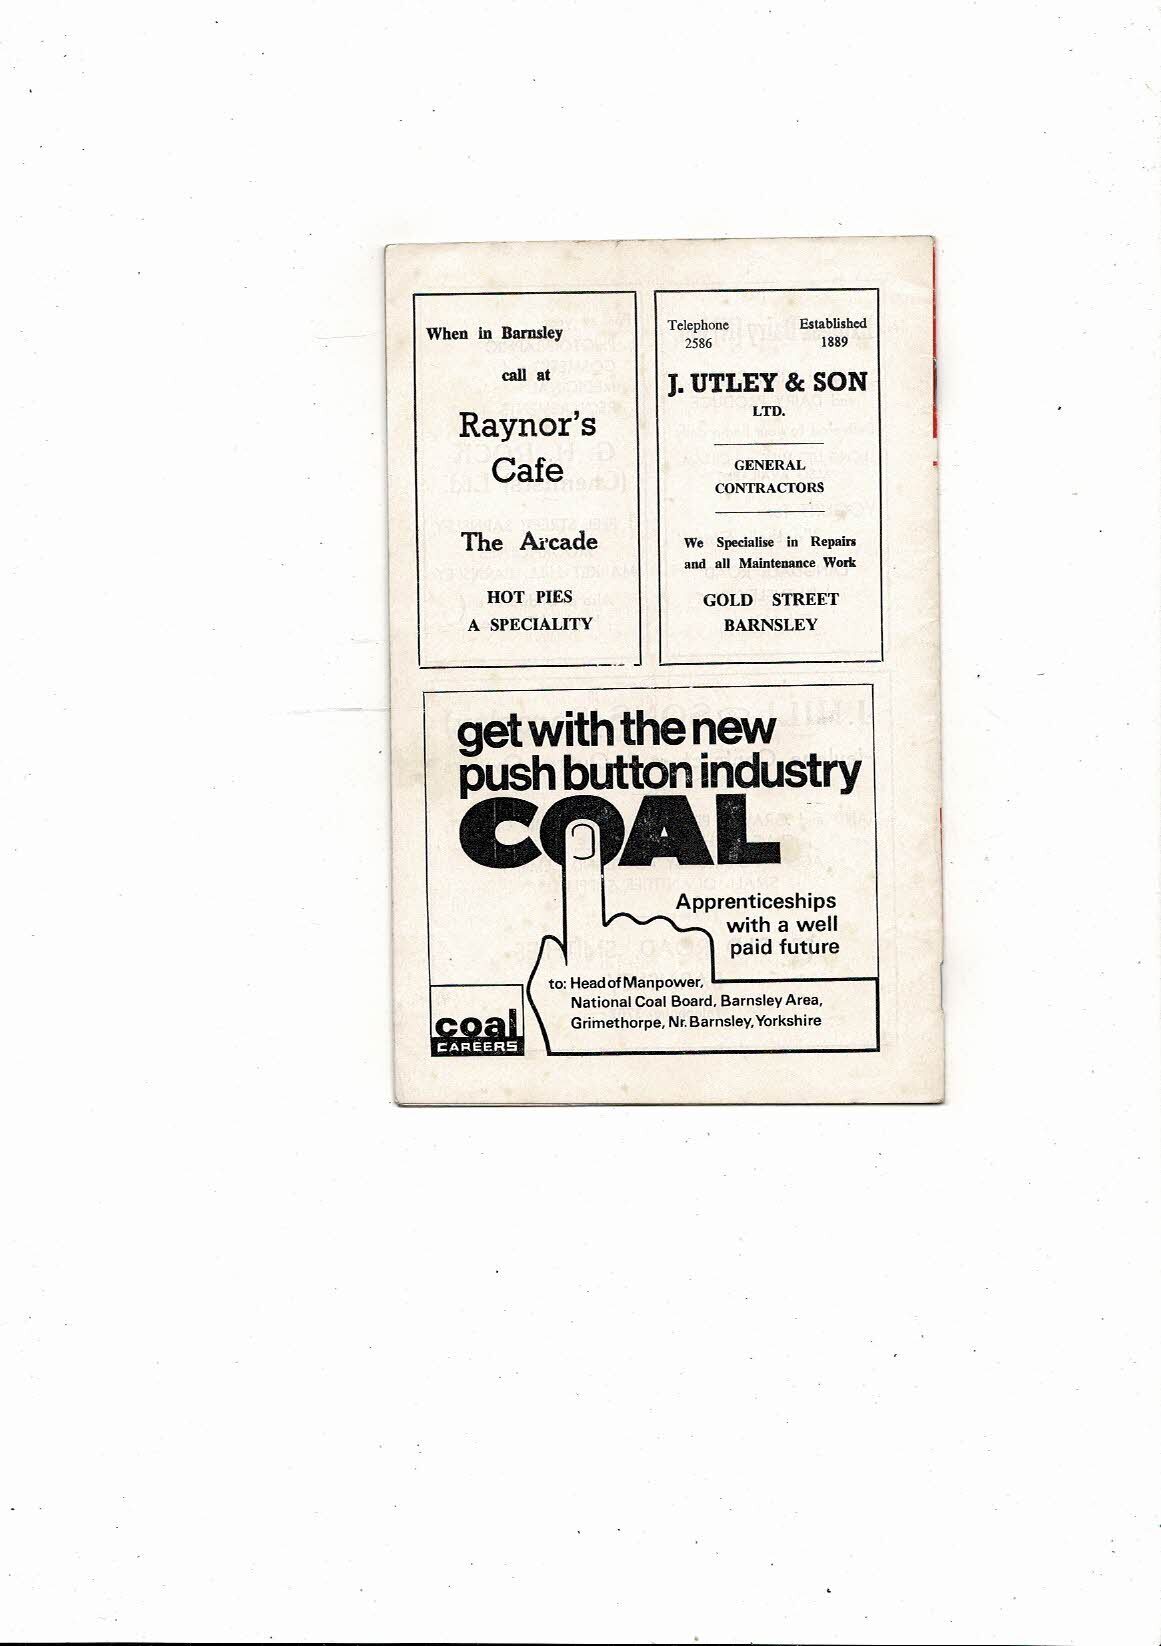 When in Barnsley
call at
Raynor's
Cafe
The Arcade
HOT PIES
A SPECIALITY
Telephone Established
2586 1889
J. UTLEY & SON
LTD.
GENERAL
CONTRACTORS
We Specialise in Repairs
and all Maintenance Work
GOLD STREET
BARNSLEY
get with the new
push button industry
COAL
Apprenticeships
with a well
paid future
to: Head of Manpower,
National Coal Board, Barnsley Area,
Grimethorpe, Nr. Barnsley, Yorkshire
coal
CAREERS